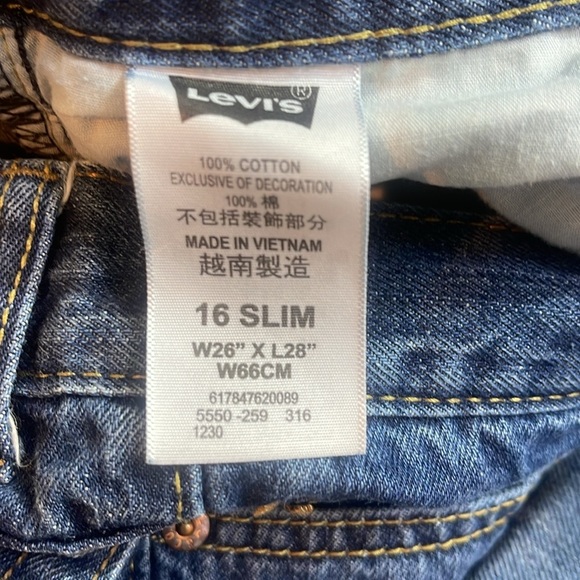 LEVI'S®
100% COTTON
EXCLUSIVE OF DECORATION
100% 棉
不包括裝飾部分
MADE IN VIETNAM
越南製造
16 SLIM
W26” X L28”
W66CM
617847620089
5550 -259 316
1230